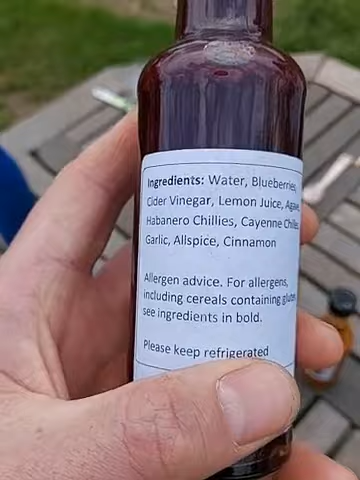 Ingredients: Water, Blueberries,
Cider Vinegar, Lemon Juice, Agave,
Habanero Chillies, Cayenne Chilies,
Garlic, Allspice, Cinnamon
Allergen advice. For allergens,
including cereals containing gluten
see ingredients in bold.
Please keep refrigerated